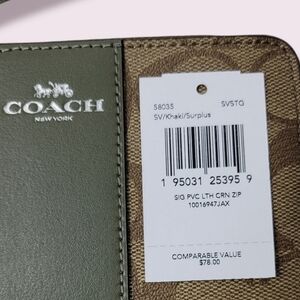 COACH
NEW YORK
58035 SVSTG
SV/Khaki/Surplus
1 95031 25395 9
SIG PVC LTH CRN ZIP
10016947JAX
COMPARABLE VALUE
$78.00